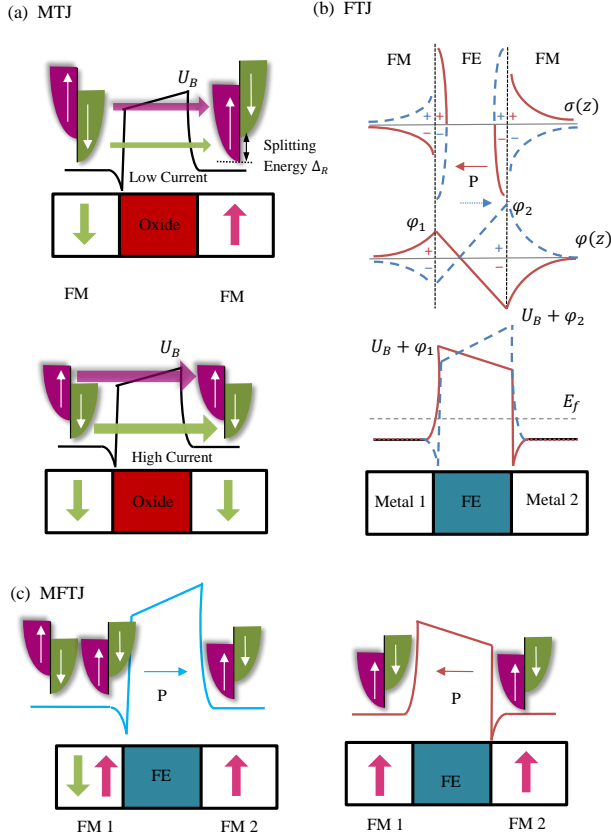 (a) MTJ
U_B
Splitting
Energy Δ_R
Low Current
Oxide
FM
FM
U_B
High Current
Oxide
(b) FTJ
FM
FE
FM
σ(z)
+
+
+
+
−
−
−
−
P
φ_1
φ_2
φ(z)
+
−
+
−
U_B + φ_2
U_B + φ_1
E_f
Metal 1
FE
Metal 2
(c) MFTJ
P
FE
FM 1
FM 2
P
FE
FM 1
FM 2